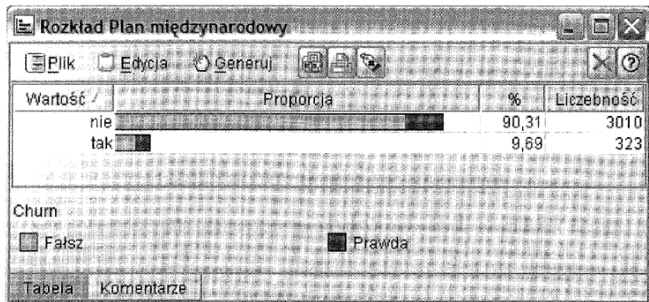 Rozkład Plan międzynarodowy
Plik Edycja Generuj
Wartość Proporcja % Liczebność
nie 90,31 3010
tak 9,69 323
Churn
Fałsz Prawda
Tabela Komentarze